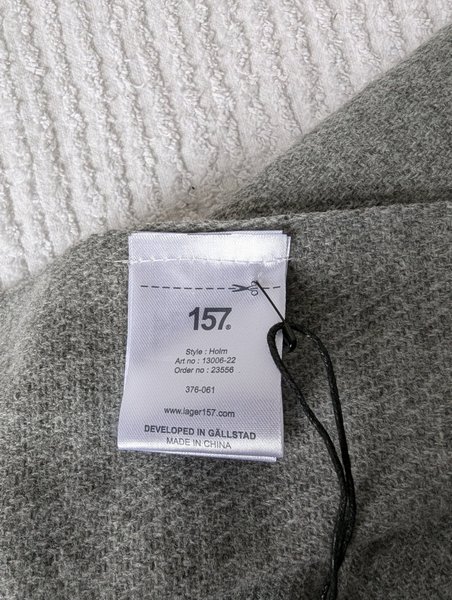 157.
Style : Holm
Art no : 13006-22
Order no : 23556
376-061
www.lager157.com
DEVELOPED IN GÄLLSTAD
MADE IN CHINA